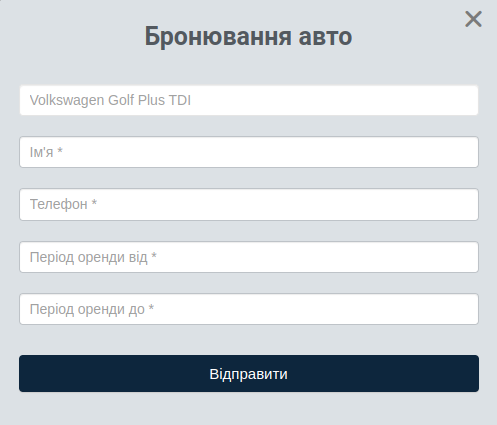 Бронювання авто
Volkswagen Golf Plus TDI
Ім'я *
Телефон *
Період оренди від *
Період оренди до *
Відправити